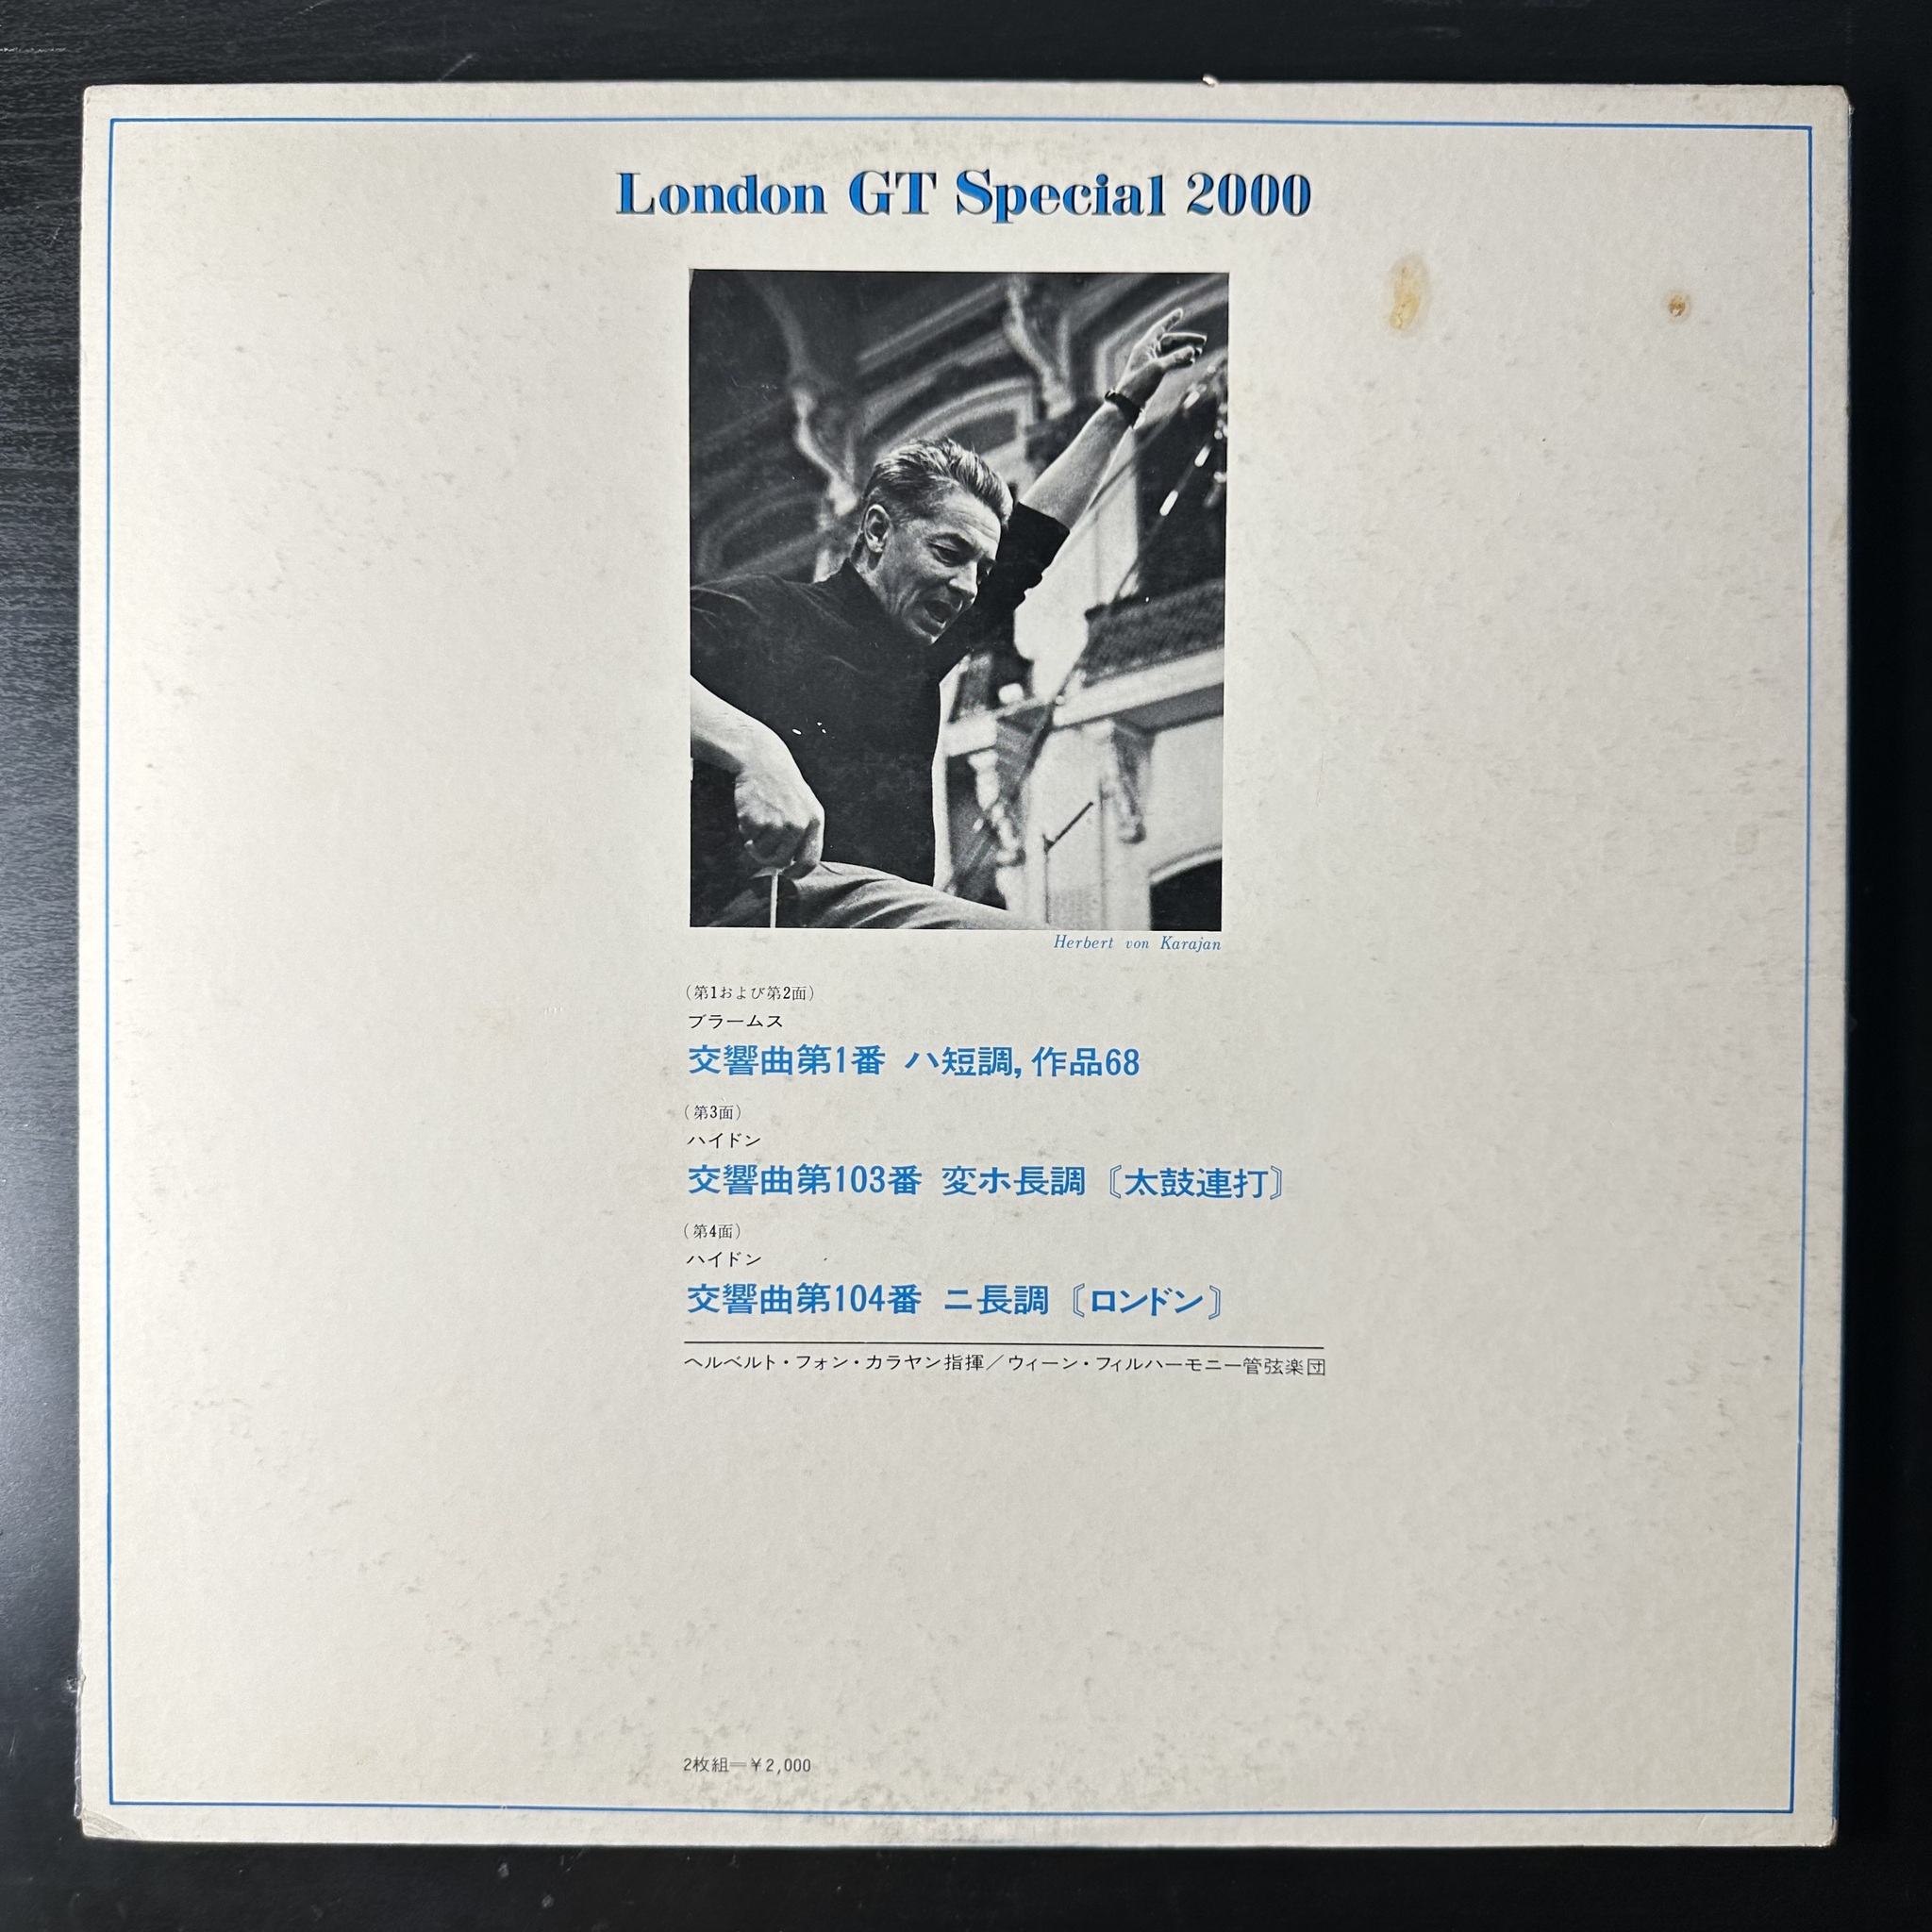 London GT Special 2000
Herbert von Karajan
(第1および第2面)
ブラームス
交響曲第1番 ハ短調, 作品68
(第3面)
ハイドン
交響曲第103番 変ホ長調〔太鼓連打〕
(第4面)
ハイドン
交響曲第104番 ニ長調〔ロンドン〕
ヘルベルト・フォン・カラヤン指揮／ウィーン・フィルハーモニー管弦楽団
2枚組＝¥2,000